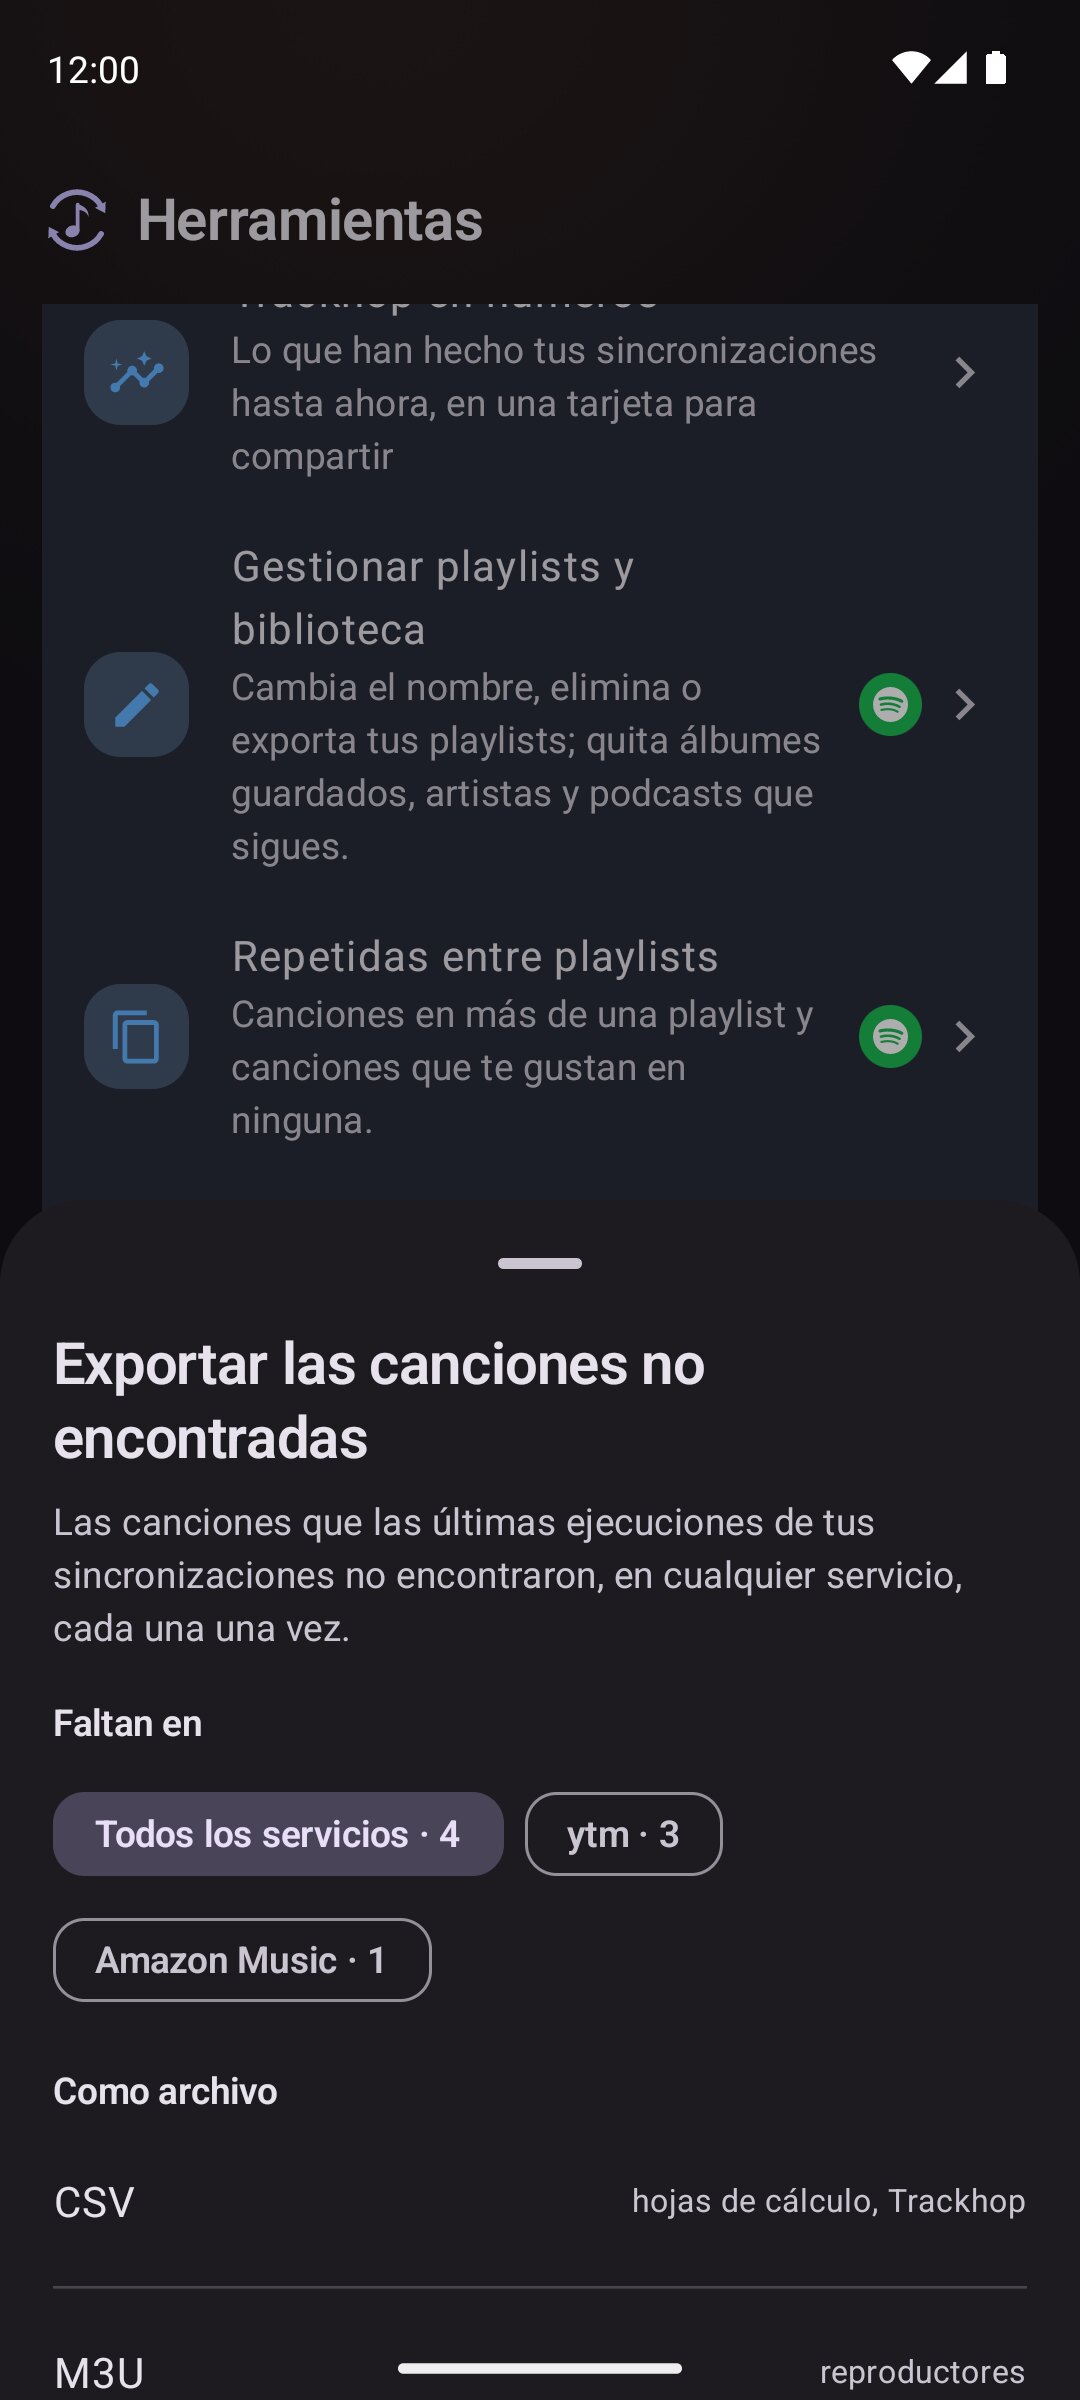 12:00
Herramientas
Trackhop en números
Lo que han hecho tus sincronizaciones
hasta ahora, en una tarjeta para
compartir
Gestionar playlists y
biblioteca
Cambia el nombre, elimina o
exporta tus playlists; quita álbumes
guardados, artistas y podcasts que
sigues.
Repetidas entre playlists
Canciones en más de una playlist y
canciones que te gustan en
ninguna.
Exportar las canciones no
encontradas
Las canciones que las últimas ejecuciones de tus
sincronizaciones no encontraron, en cualquier servicio,
cada una una vez.
Faltan en
Todos los servicios · 4
ytm · 3
Amazon Music · 1
Como archivo
CSV
hojas de cálculo, Trackhop
M3U
reproductores